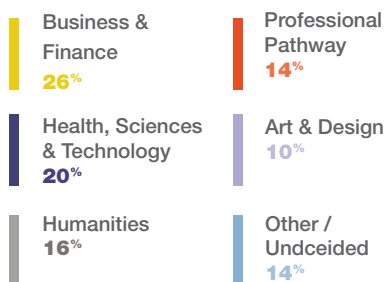 Business &
Finance
26%
Professional
Pathway
14%
Health, Sciences
& Technology
20%
Art & Design
10%
Humanities
16%
Other /
Undceided
14%